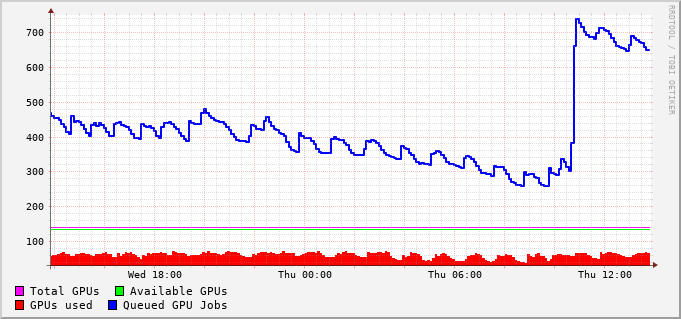 RRDTOOL / TOBI OETIKER
700
600
500
400
300
200
100
Wed 18:00 Thu 00:00 Thu 06:00 Thu 12:00
Total GPUs Available GPUs
GPUs used Queued GPU Jobs